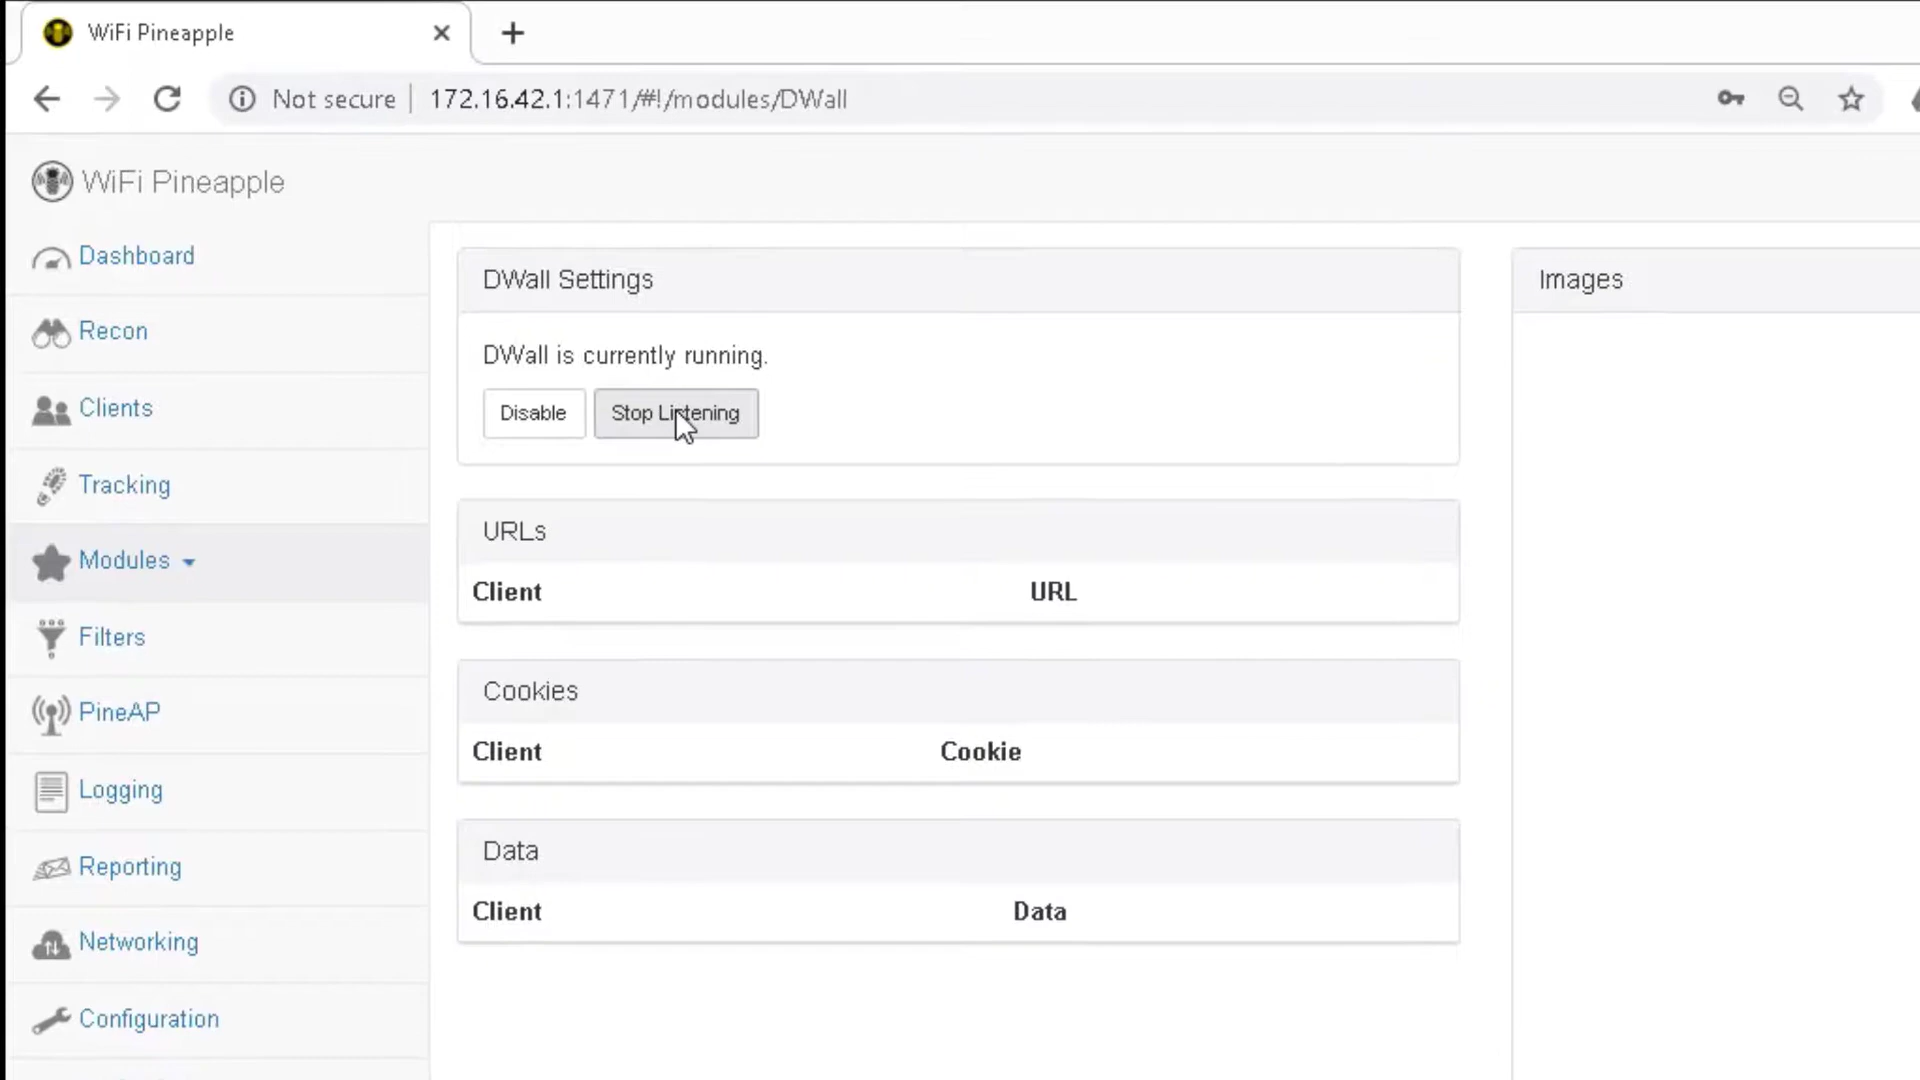 WiFi Pineapple
Not secure | 172.16.42.1:1471/#!/modules/DWall
WiFi Pineapple
Dashboard
Recon
Clients
Tracking
Modules
Filters
PineAP
Logging
Reporting
Networking
Configuration
DWall Settings
DWall is currently running.
Disable Stop Listening
URLs
Client URL
Cookies
Client Cookie
Data
Client Data
Images